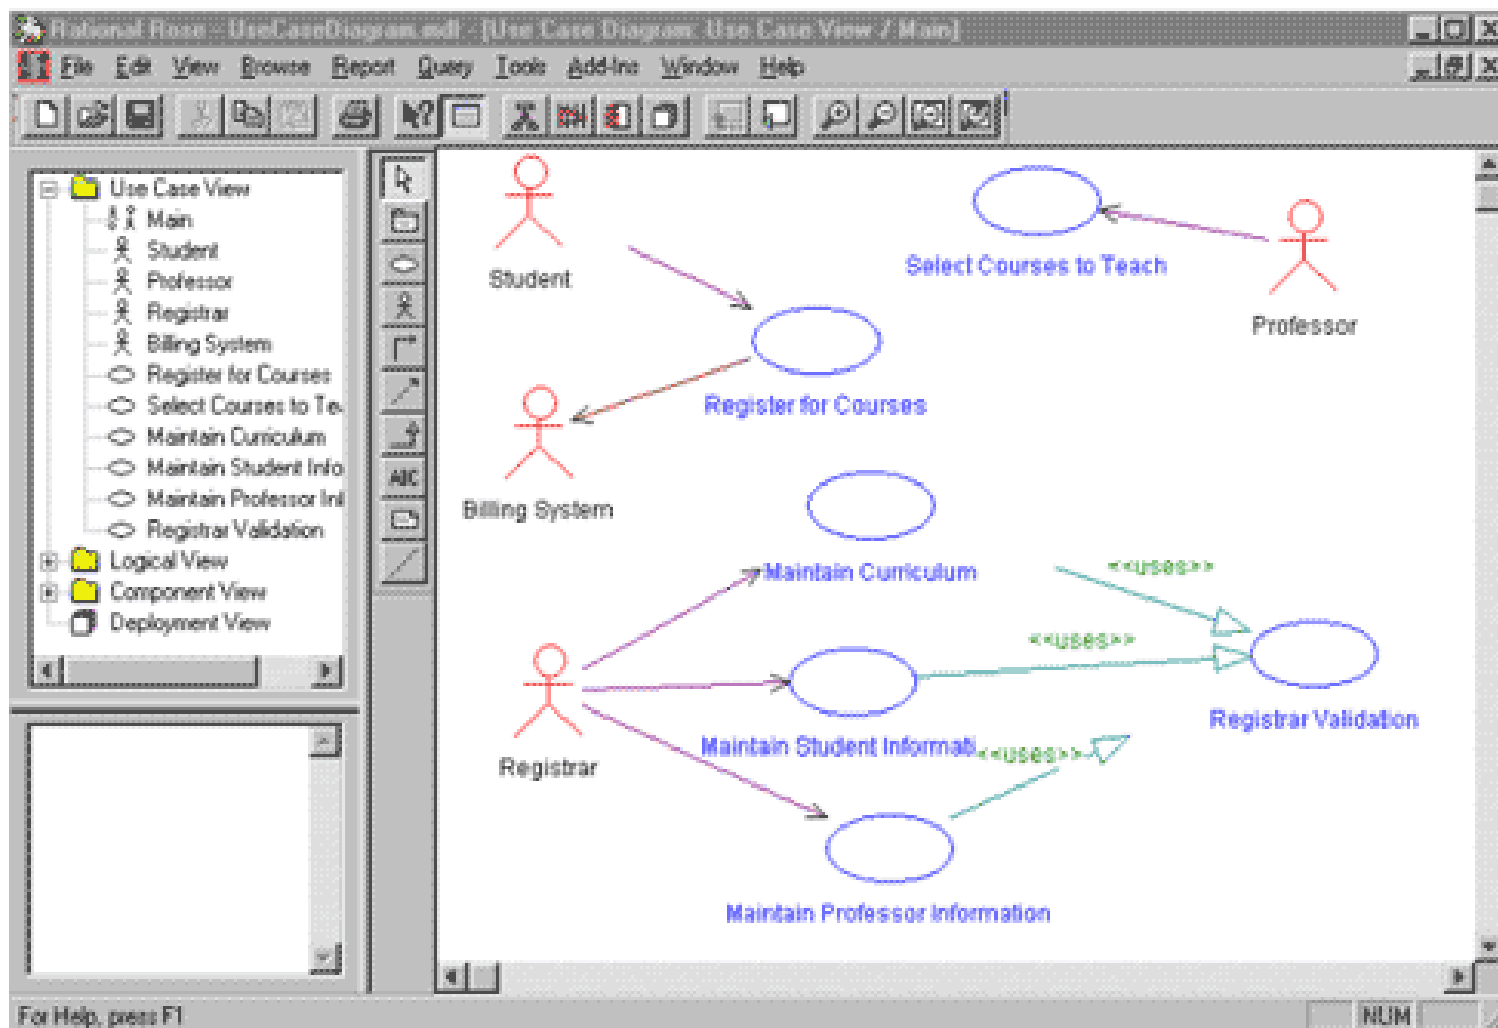 Rational Rose - UseCaseDiagram.mdl - [Use Case Diagram: Use Case View / Main]
File Edit View Browse Report Query Tools Add-Ins Window Help
Use Case View
Main
Student
Professor
Registrar
Billing System
Register for Courses
Select Courses to Te
Maintain Curriculum
Maintain Student Info
Maintain Professor Inf
Registrar Validation
Logical View
Component View
Deployment View
ABC
Student
Select Courses to Teach
Professor
Register for Courses
Billing System
Maintain Curriculum
<<uses>>
<<uses>>
Registrar Validation
Maintain Student Informati..
<<uses>>
Registrar
Maintain Professor Information
For Help, press F1
NUM